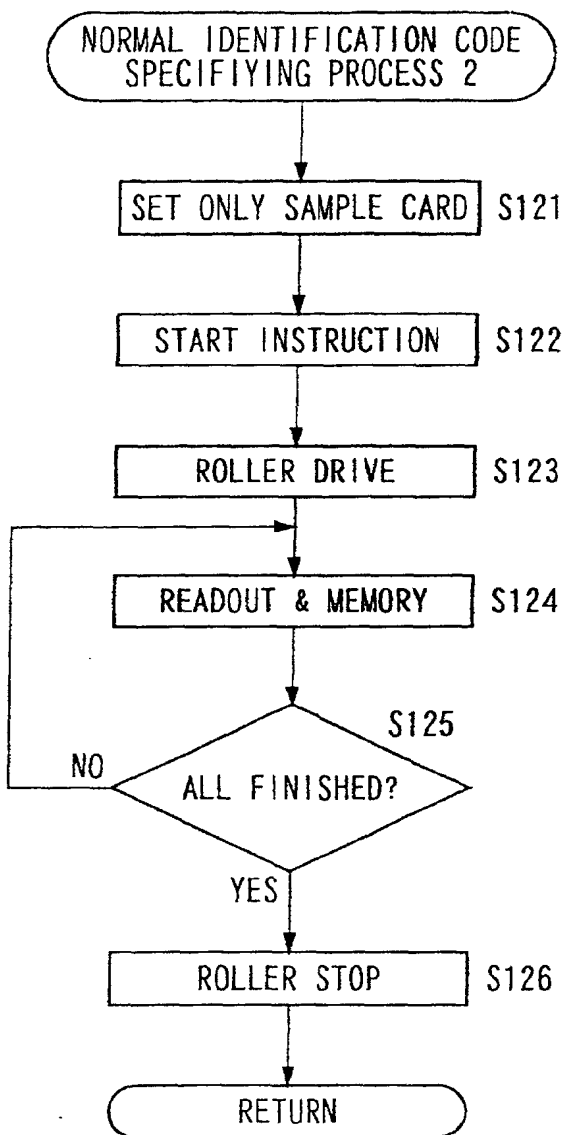 NORMAL IDENTIFICATION CODE
SPECIFIYING PROCESS 2
SET ONLY SAMPLE CARD S121
START INSTRUCTION S122
ROLLER DRIVE S123
READOUT & MEMORY S124
S125
NO
ALL FINISHED?
YES
ROLLER STOP S126
RETURN